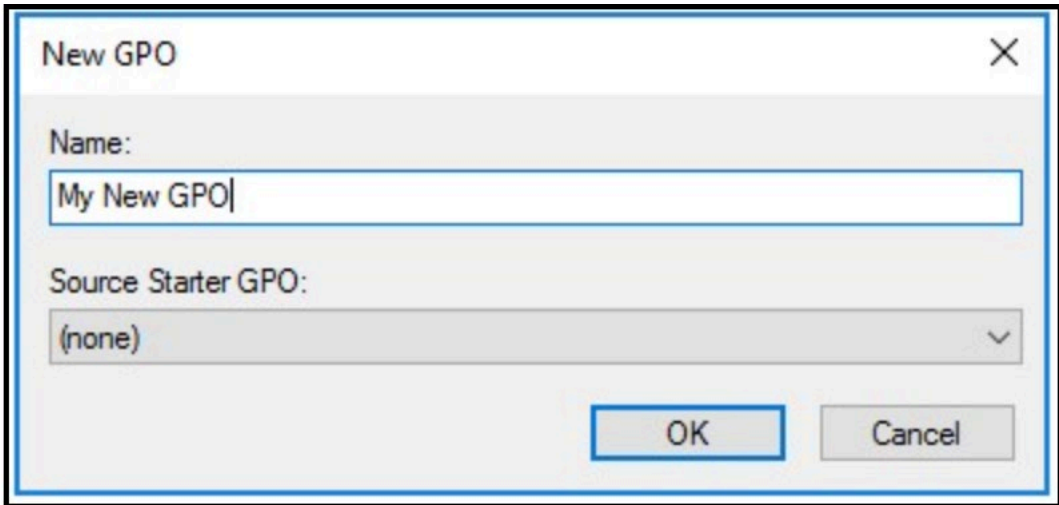 New GPO
Name:
My New GPO
Source Starter GPO:
(none)
OK Cancel